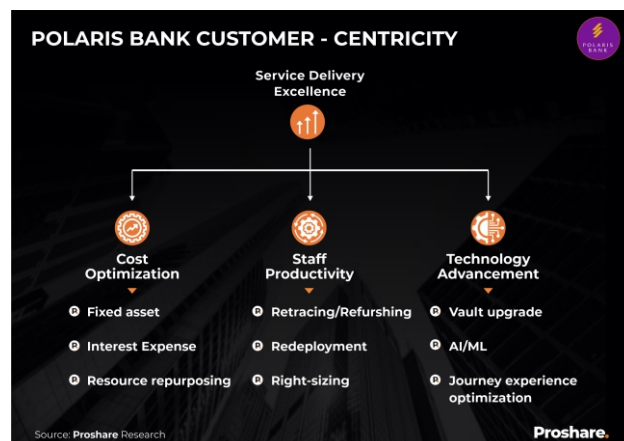 POLARIS BANK CUSTOMER - CENTRICITY
POLARIS
BANK
Service Delivery
Excellence
Cost
Optimization
Fixed asset
Interest Expense
Resource repurposing
Staff
Productivity
Retracing/Refurshing
Redeployment
Right-sizing
Technology
Advancement
Vault upgrade
AI/ML
Journey experience
optimization
Source: Proshare Research
Proshare.